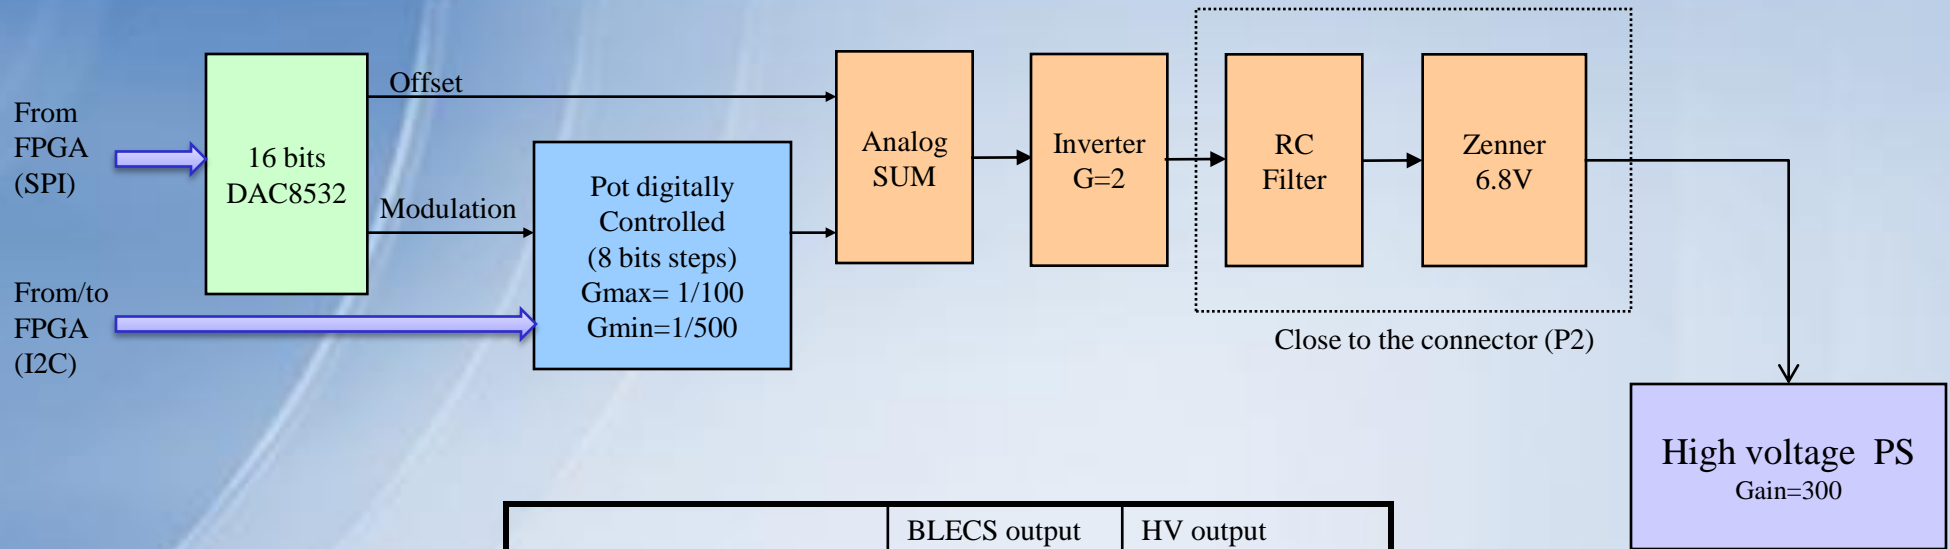 From
FPGA
(SPI)
16 bits
DAC8532
Offset
Modulation
From/to
FPGA
(I2C)
Pot digitally
Controlled
(8 bits steps)
Gmax= 1/100
Gmin=1/500
Analog
SUM
Inverter
G=2
RC
Filter
Zenner
6.8V
Close to the connector (P2)
High voltage PS
Gain=300
BLECS output
HV output